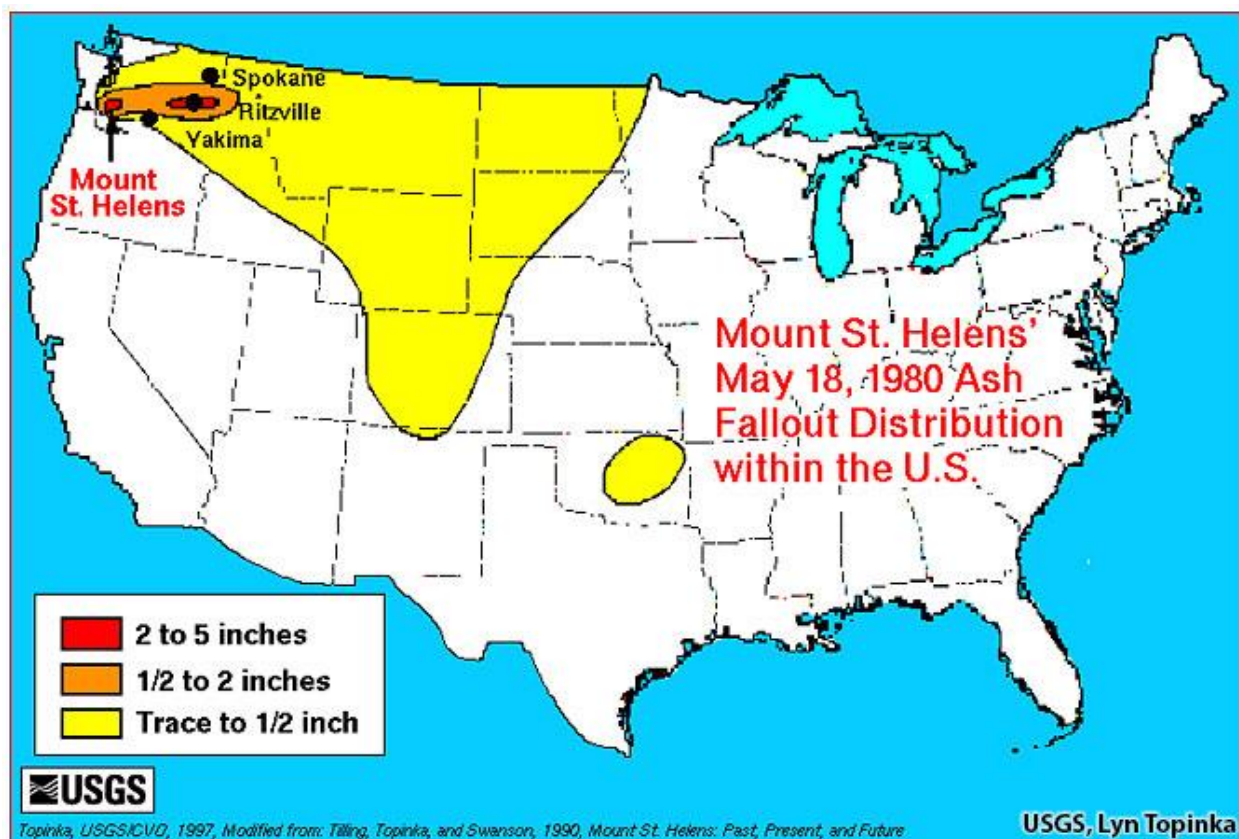 Spokane
Ritzville
Yakima
Mount
St. Helens
Mount St. Helens’
May 18, 1980 Ash
Fallout Distribution
within the U.S.
2 to 5 inches
1/2 to 2 inches
Trace to 1/2 inch
USGS
Topinka, USGS/CVO, 1997, Modified from: Tilling, Topinka, and Swanson, 1990, Mount St. Helens: Past, Present, and Future
USGS, Lyn Topinka